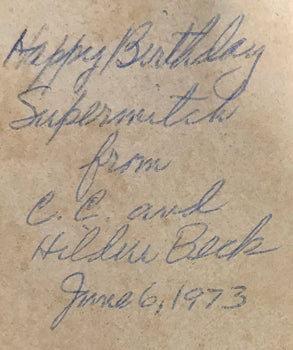 Happy Birthday
Supermitch
from
C.C. and
Hildur Beck
June 6, 1973